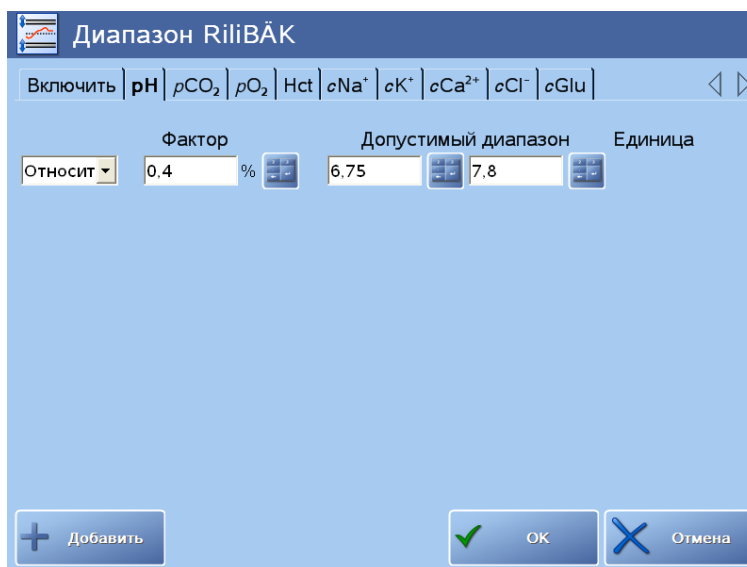 Диапазон RiliBÄK
Включить pH pCO₂ pO₂ Hct cNa⁺ cK⁺ cCa²⁺ cCl⁻ cGlu
Фактор Допустимый диапазон Единица
Относит 0,4 % 6,75 7,8
Добавить OK Отмена